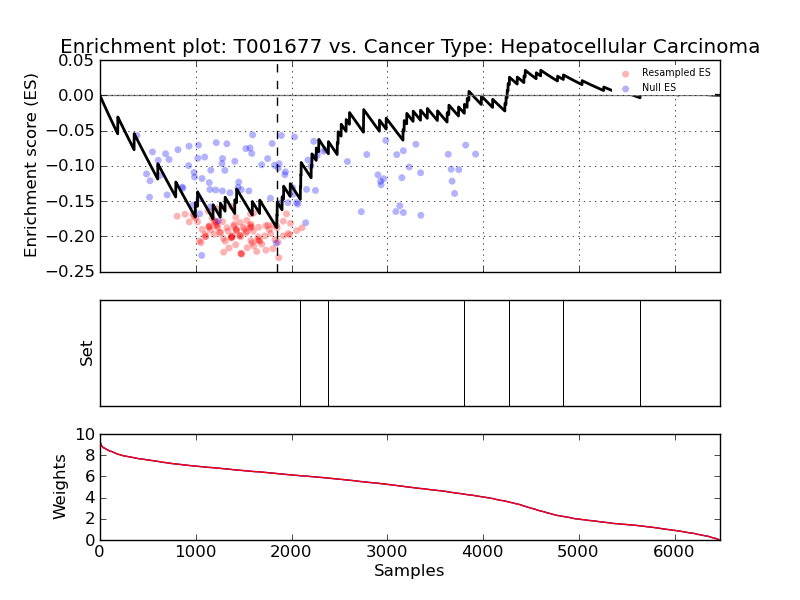 Enrichment plot: T001677 vs. Cancer Type: Hepatocellular Carcinoma
Enrichment score (ES)
0.05
0.00
−0.05
−0.10
−0.15
−0.20
−0.25
Resampled ES
Null ES
Set
Weights
10
8
6
4
2
0
0 1000 2000 3000 4000 5000 6000
Samples